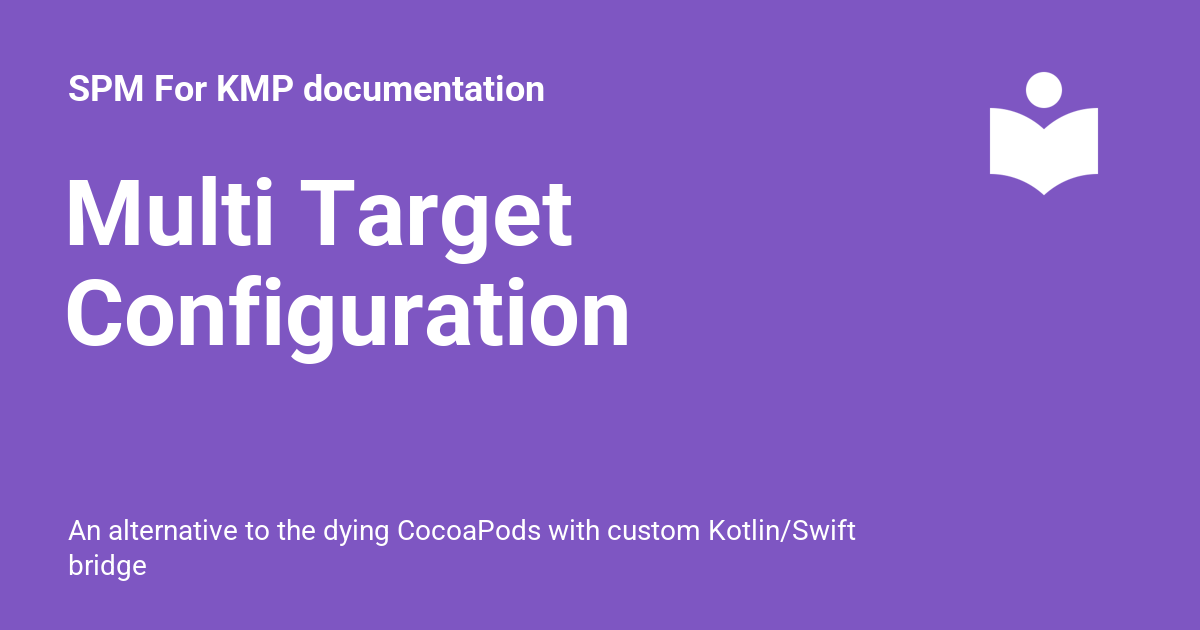 SPM For KMP documentation
Multi Target
Configuration
An alternative to the dying CocoaPods with custom Kotlin/Swift
bridge